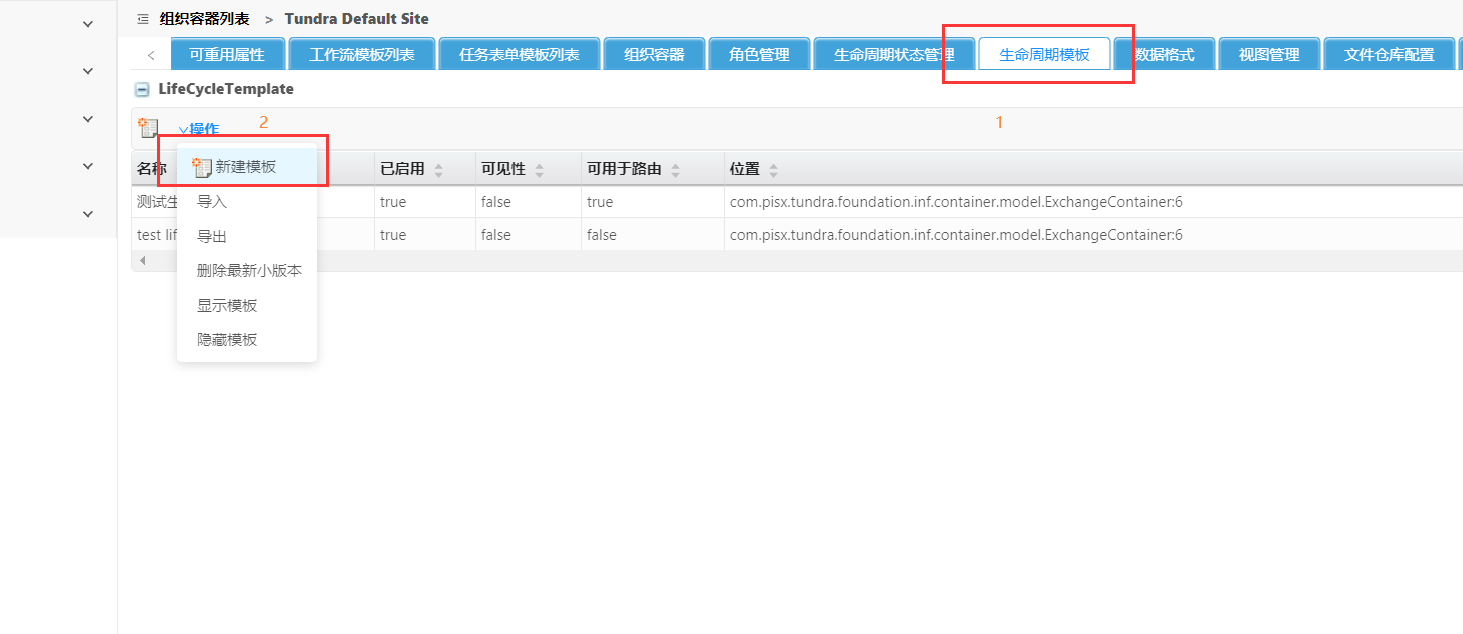 组织容器列表 > Tundra Default Site
< 可重用属性 工作流模板列表 任务表单模板列表 组织容器 角色管理 生命周期状态管理 生命周期模板 数据格式 视图管理 文件仓库配置
LifeCycleTemplate
操作 2 1
名称 新建模板 已启用 可见性 可用于路由 位置
测试生 导入 true false true com.pisx.tundra.foundation.inf.container.model.ExchangeContainer:6
test lif 导出 true false false com.pisx.tundra.foundation.inf.container.model.ExchangeContainer:6
删除最新小版本
显示模板
隐藏模板